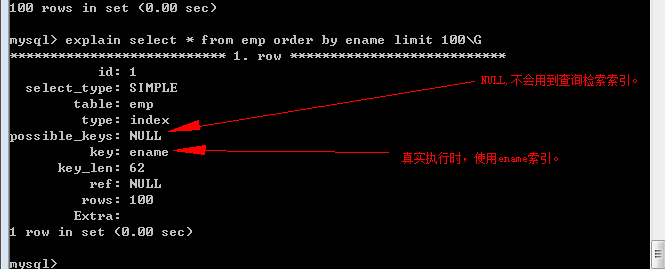 100 rows in set (0.00 sec)
mysql> explain select * from emp order by ename limit 100\G
*************************** 1. row ***************************
id: 1
select_type: SIMPLE
table: emp
type: index
possible_keys: NULL
key: ename
key_len: 62
ref: NULL
rows: 100
Extra:
1 row in set (0.00 sec)
mysql>
NULL,不会用到查询检索索引。
真实执行时，使用ename索引。